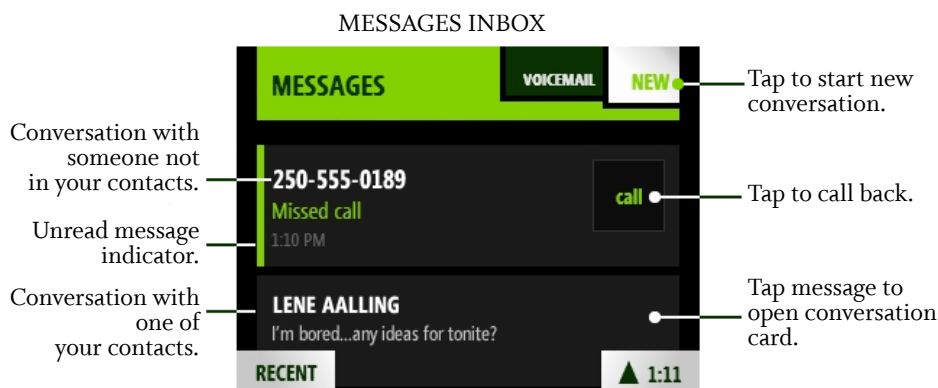 MESSAGES INBOX
MESSAGES
VOICEMAIL
NEW
Tap to start new
conversation.
Conversation with
someone not
in your contacts.
250-555-0189
Missed call
1:10 PM
call
Tap to call back.
Unread message
indicator.
Conversation with
one of
your contacts.
LENE AALLING
I'm bored...any ideas for tonite?
Tap message to
open conversation
card.
RECENT
1:11